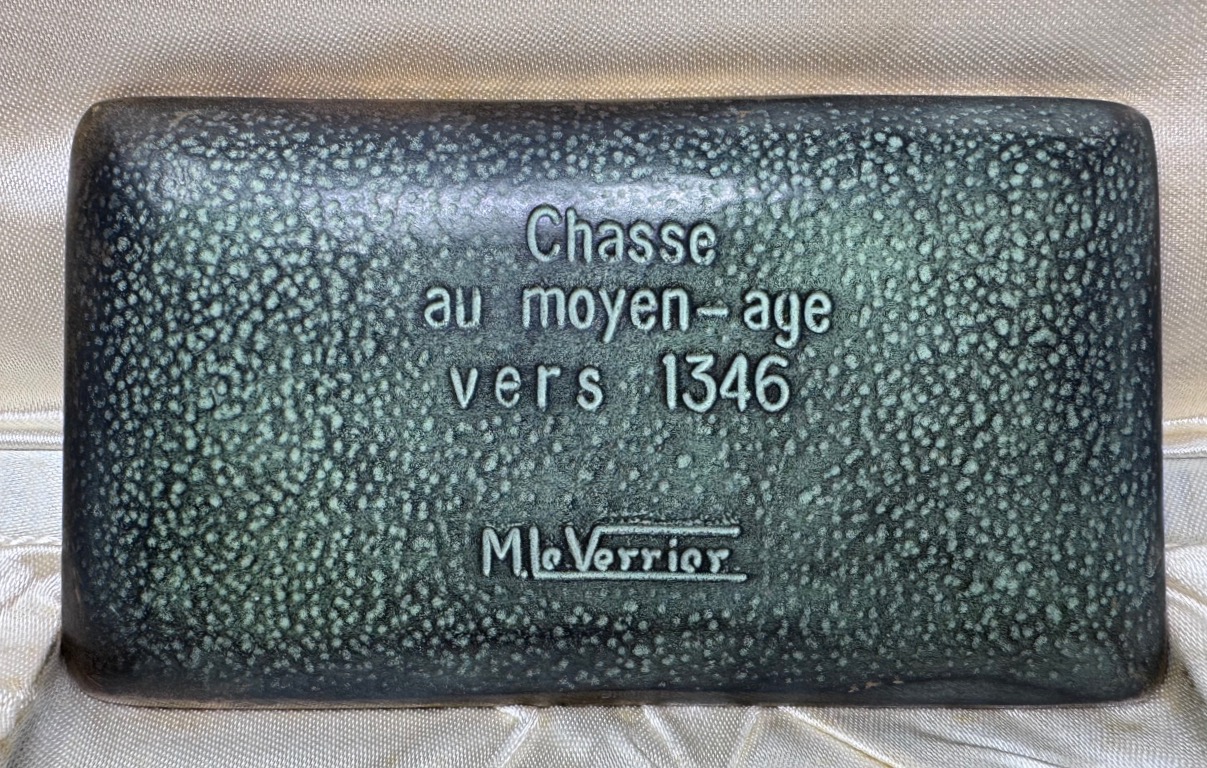 Chasse
au moyen-age
vers 1346
M. Le Verrier